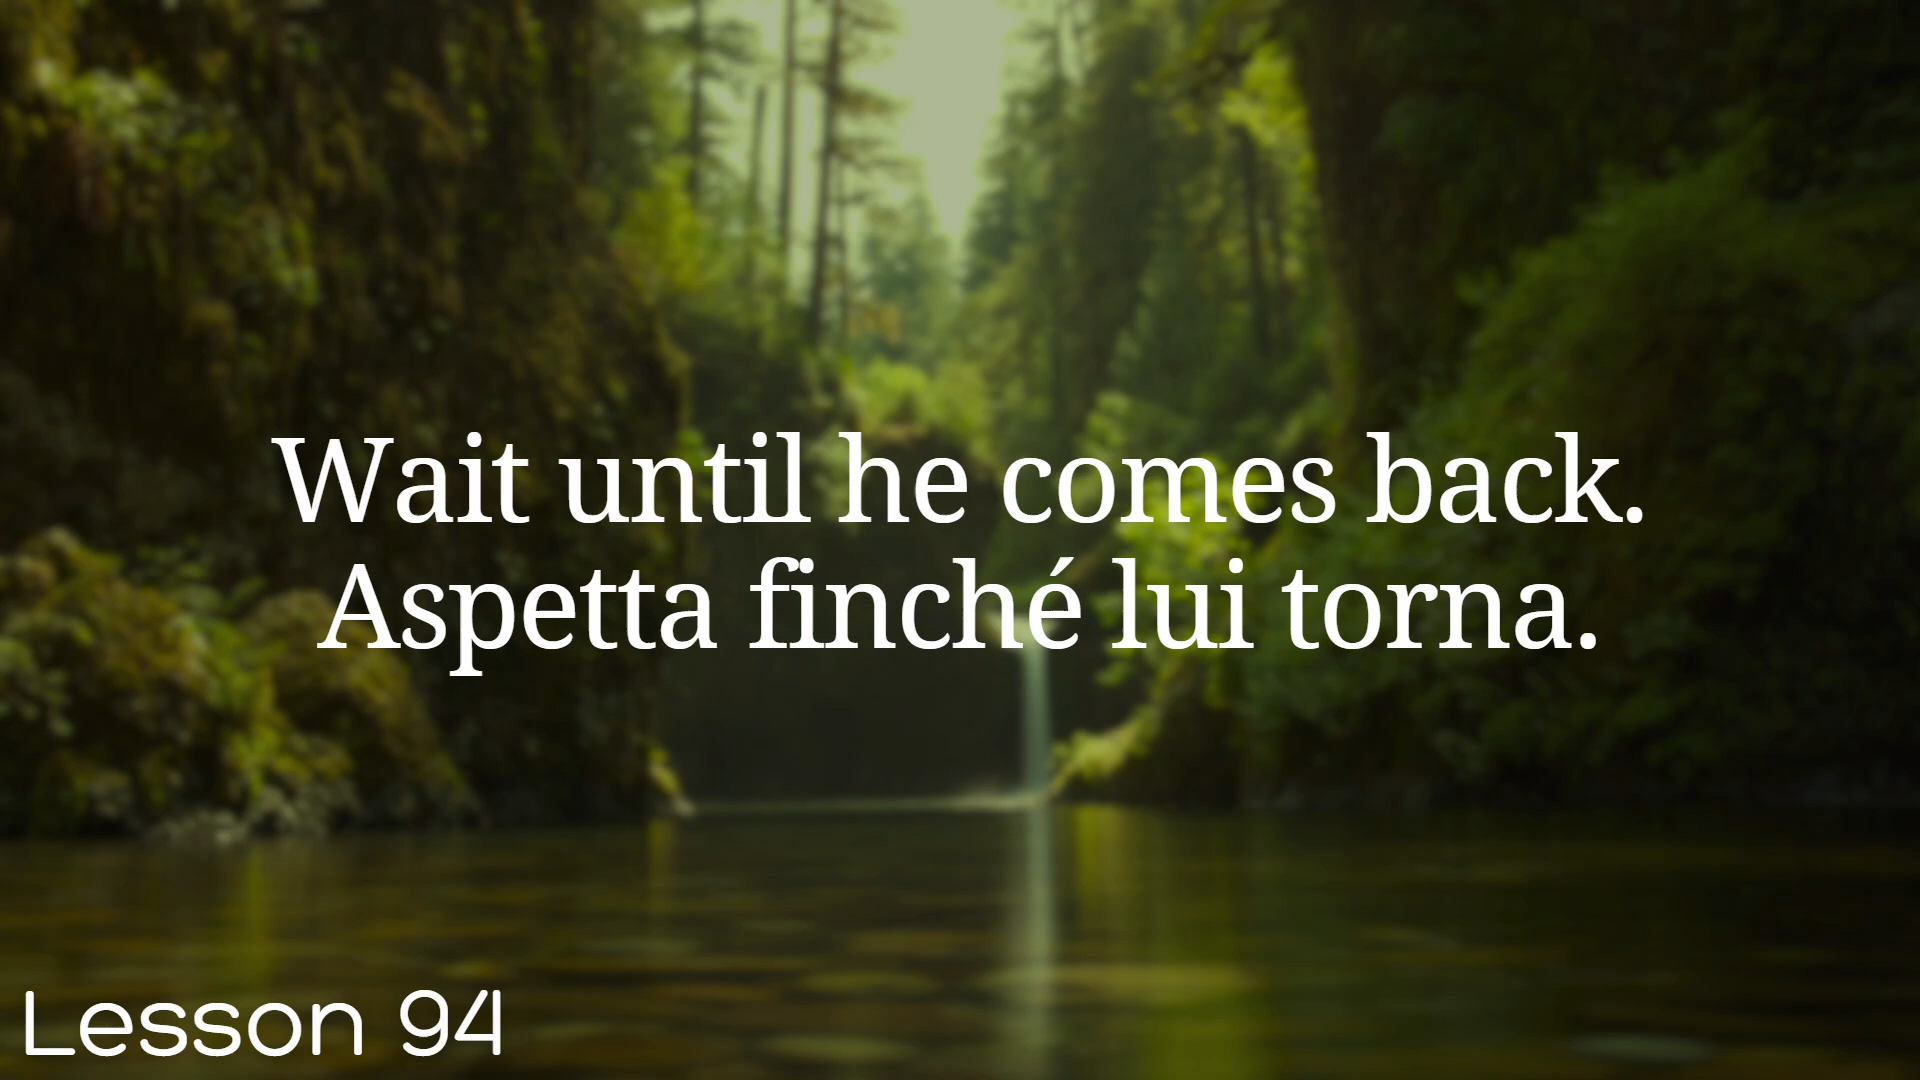 Wait until he comes back.
Aspetta finché lui torna.
Lesson 94